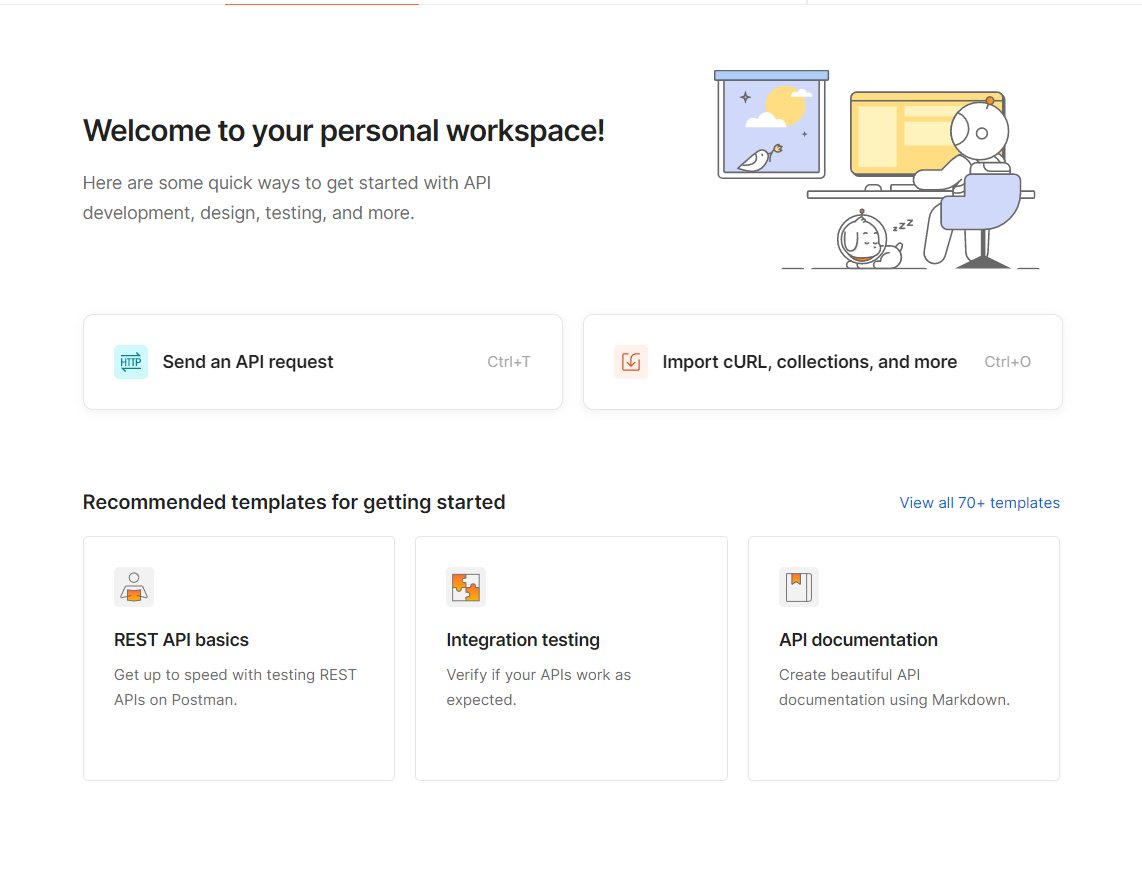 Welcome to your personal workspace!
Here are some quick ways to get started with API
development, design, testing, and more.
zzz
HTTP
Send an API request
Ctrl+T
Import cURL, collections, and more
Ctrl+O
Recommended templates for getting started
View all 70+ templates
REST API basics
Get up to speed with testing REST
APIs on Postman.
Integration testing
Verify if your APIs work as
expected.
API documentation
Create beautiful API
documentation using Markdown.